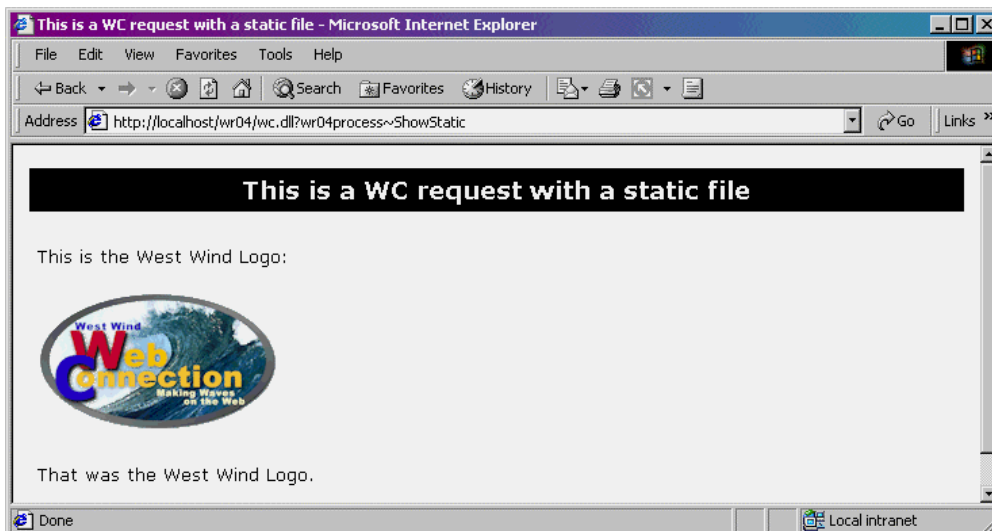 This is a WC request with a static file - Microsoft Internet Explorer
File Edit View Favorites Tools Help
Back Search Favorites History
Address http://localhost/wr04/wc.dll?wr04process~ShowStatic Go Links »
This is a WC request with a static file
This is the West Wind Logo:
West Wind
Web
Connection
Making Waves
on the Web
That was the West Wind Logo.
Done Local intranet